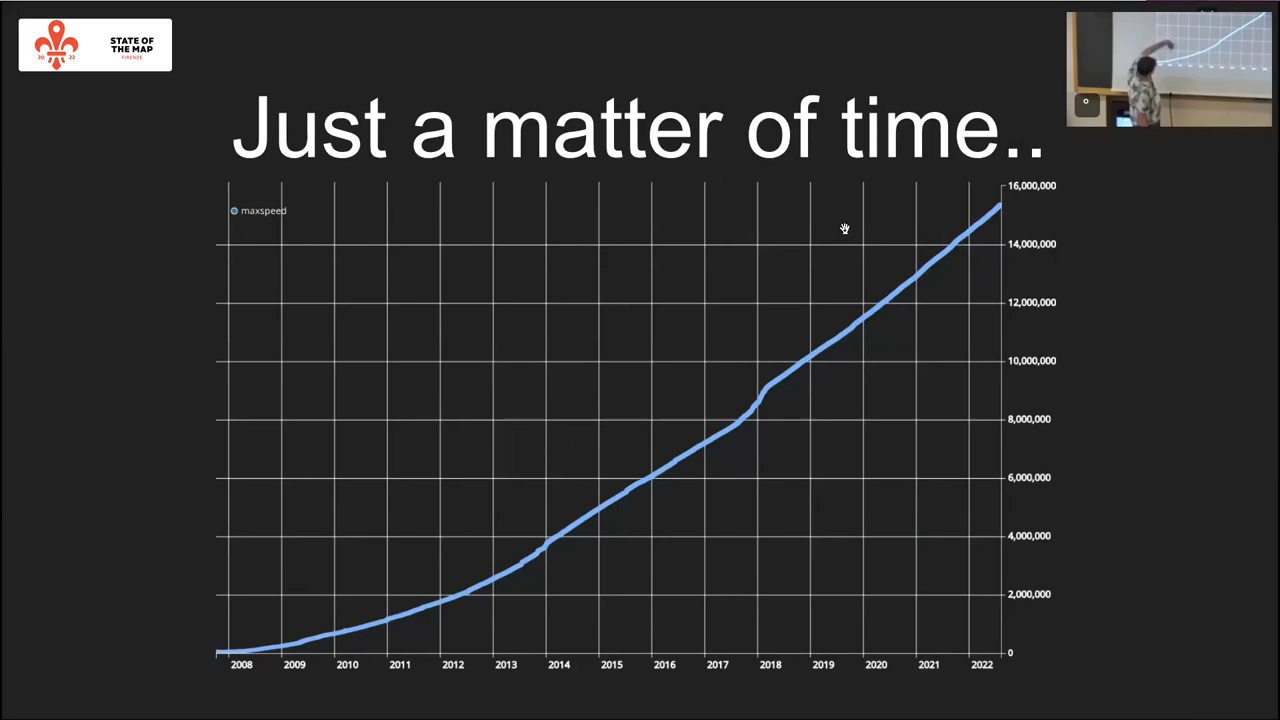 STATE OF
THE MAP
20 22
FIRENZE
Just a matter of time..
maxspeed
16,000,000
14,000,000
12,000,000
10,000,000
8,000,000
6,000,000
4,000,000
2,000,000
0
2008 2009 2010 2011 2012 2013 2014 2015 2016 2017 2018 2019 2020 2021 2022